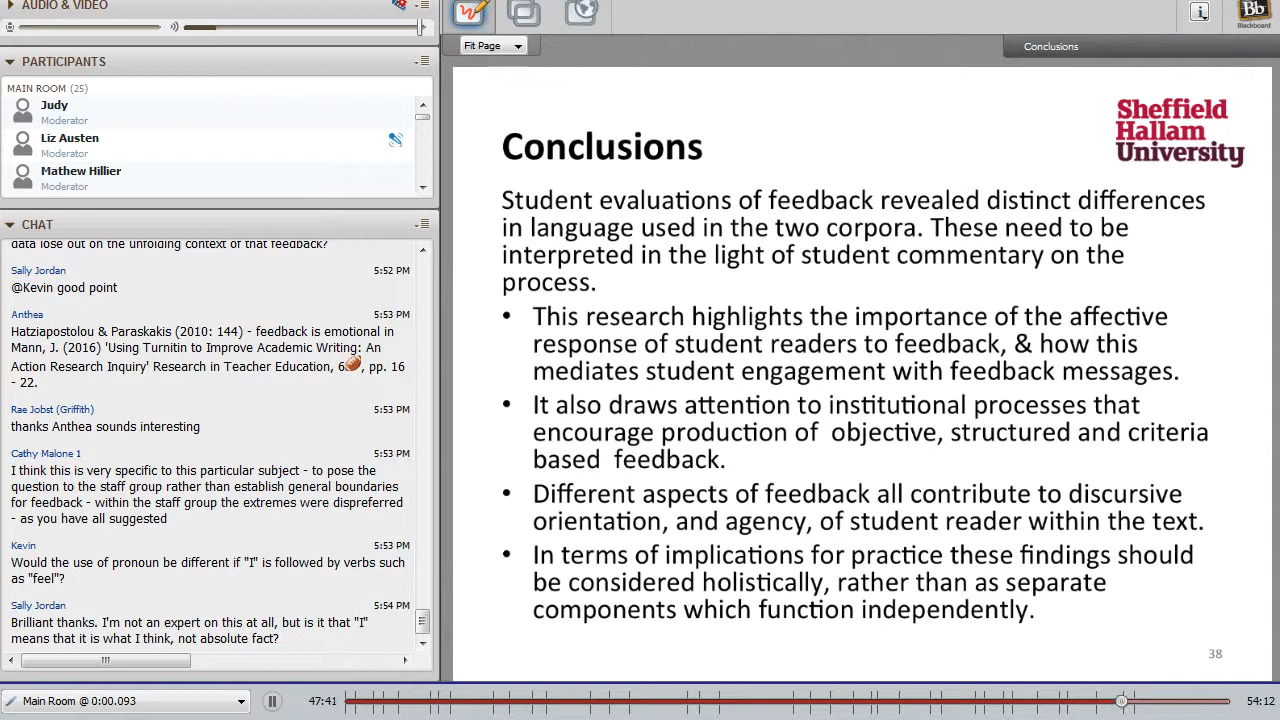 AUDIO & VIDEO
PARTICIPANTS
MAIN ROOM (25)
Judy
Moderator
Liz Austen
Moderator
Mathew Hillier
Moderator
CHAT
data lose out on the unfolding context of that feedback?
Sally Jordan 5:52 PM
@Kevin good point
Anthea 5:53 PM
Hatziapostolou & Paraskakis (2010: 144) - feedback is emotional in
Mann, J. (2016) 'Using Turnitin to Improve Academic Writing: An
Action Research Inquiry' Research in Teacher Edutation, 6🏈, pp. 16
- 22.
Rae Jobst (Griffith) 5:53 PM
thanks Anthea sounds interesting
Cathy Malone 1 5:53 PM
I think this is very specific to this particular subject - to pose the
question to the staff group rather than establish general boundaries
for feedback - within the staff group the extremes were dispreferred
- as you have all suggested
Kevin 5:53 PM
Would the use of pronoun be different if "I" is followed by verbs such
as "feel"?
Sally Jordan 5:54 PM
Brilliant thanks. I'm not an expert on this at all, but is it that "I"
means that it is what I think, not absolute fact?
Main Room @ 0:00.093
47:41
54:12
Fit Page
Conclusions
i
Bb
Blackboard
Sheffield
Hallam
University
Conclusions
Student evaluations of feedback revealed distinct differences
in language used in the two corpora. These need to be
interpreted in the light of student commentary on the
process.
• This research highlights the importance of the affective
response of student readers to feedback, & how this
mediates student engagement with feedback messages.
• It also draws attention to institutional processes that
encourage production of objective, structured and criteria
based feedback.
• Different aspects of feedback all contribute to discursive
orientation, and agency, of student reader within the text.
• In terms of implications for practice these findings should
be considered holistically, rather than as separate
components which function independently.
38